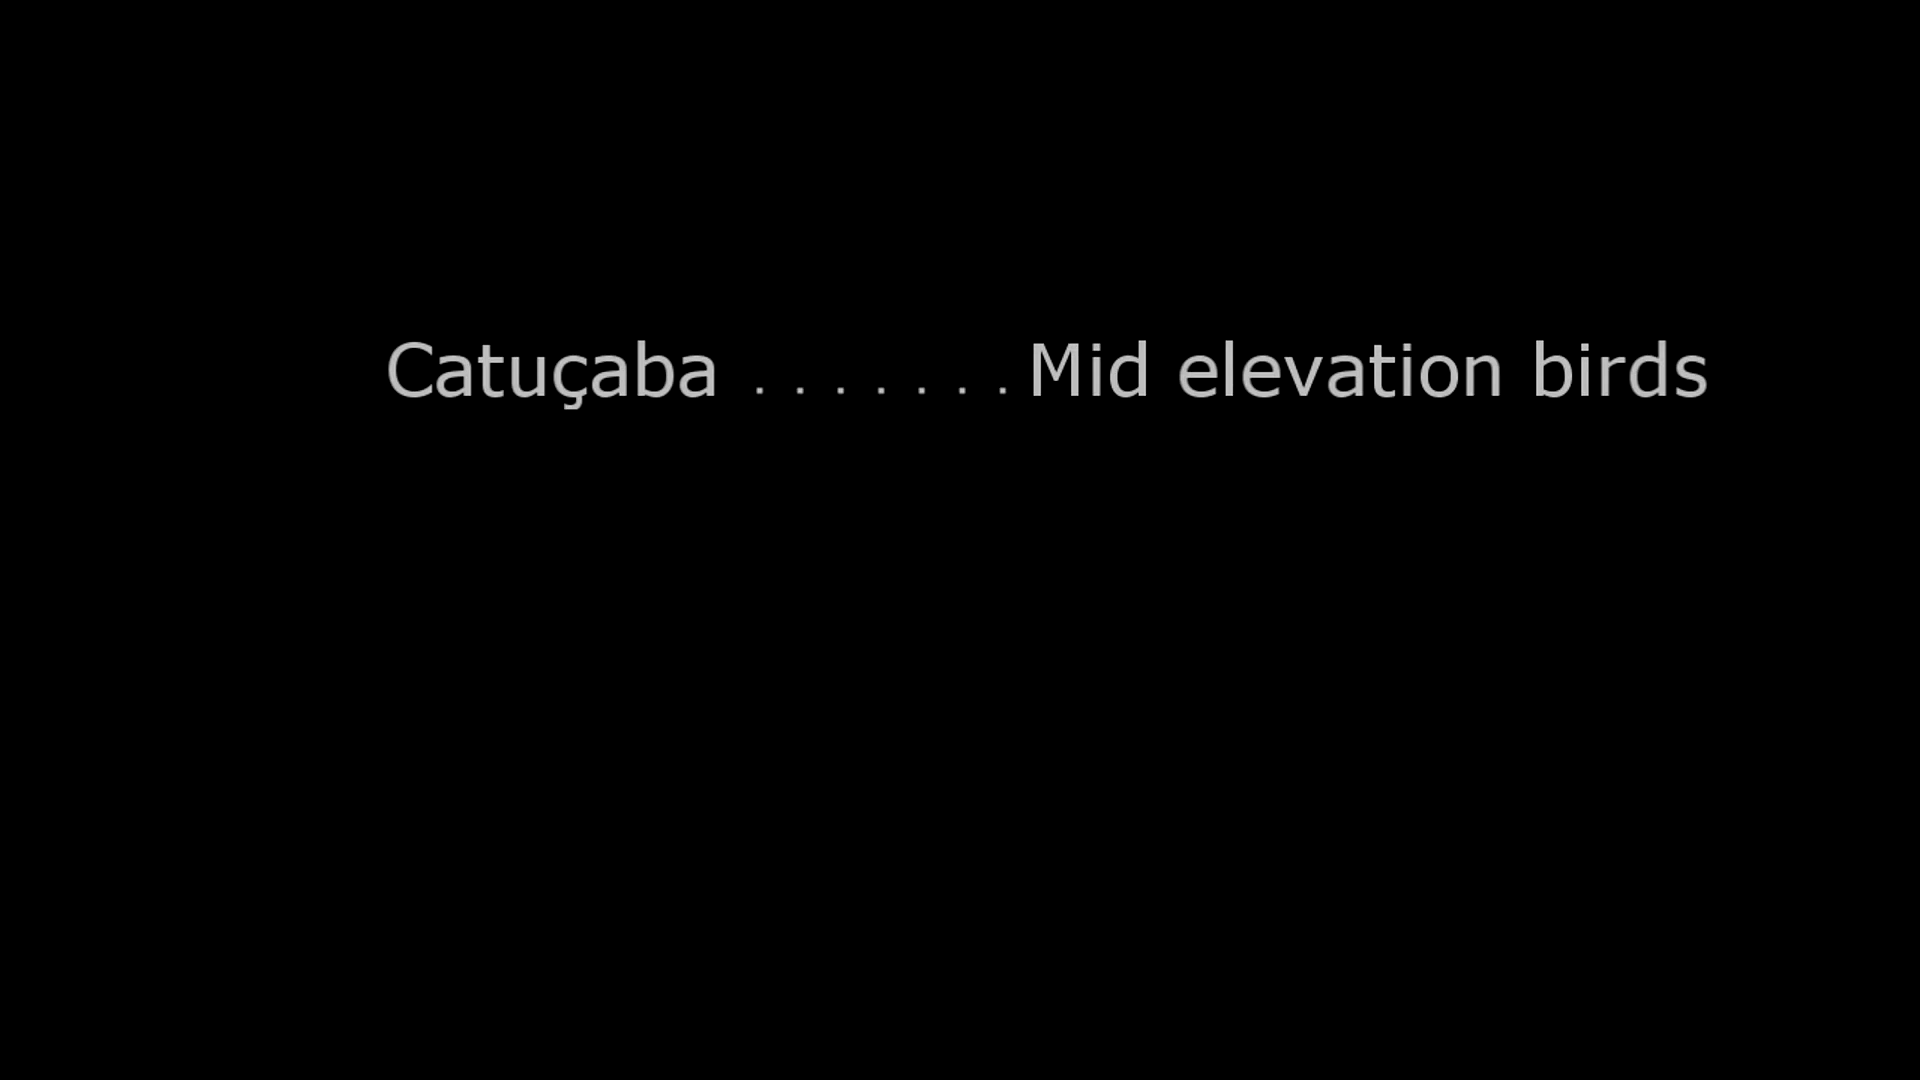 Catuçaba . . . . . . . Mid elevation birds